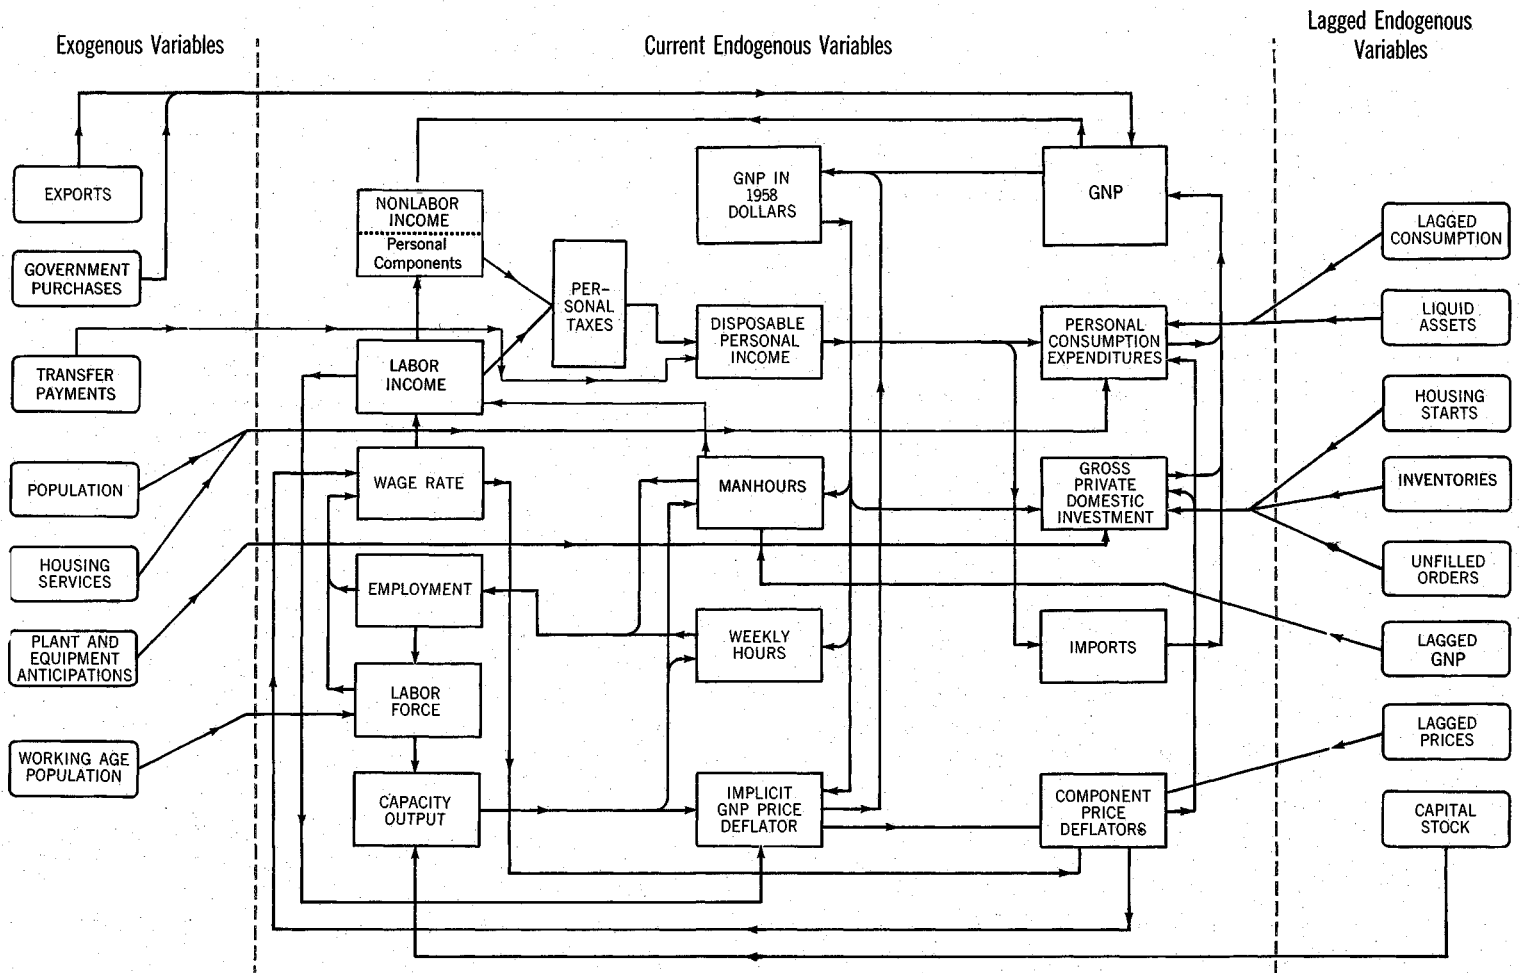 Exogenous Variables
Current Endogenous Variables
Lagged Endogenous
Variables
EXPORTS
GOVERNMENT
PURCHASES
TRANSFER
PAYMENTS
POPULATION
HOUSING
SERVICES
PLANT AND
EQUIPMENT
ANTICIPATIONS
WORKING AGE
POPULATION
NONLABOR
INCOME
Personal
Components
LABOR
INCOME
WAGE RATE
EMPLOYMENT
LABOR
FORCE
CAPACITY
OUTPUT
PER-
SONAL
TAXES
GNP IN
1958
DOLLARS
DISPOSABLE
PERSONAL
INCOME
MANHOURS
WEEKLY
HOURS
IMPLICIT
GNP PRICE
DEFLATOR
GNP
PERSONAL
CONSUMPTION
EXPENDITURES
GROSS
PRIVATE
DOMESTIC
INVESTMENT
IMPORTS
COMPONENT
PRICE
DEFLATORS
LAGGED
CONSUMPTION
LIQUID
ASSETS
HOUSING
STARTS
INVENTORIES
UNFILLED
ORDERS
LAGGED
GNP
LAGGED
PRICES
CAPITAL
STOCK